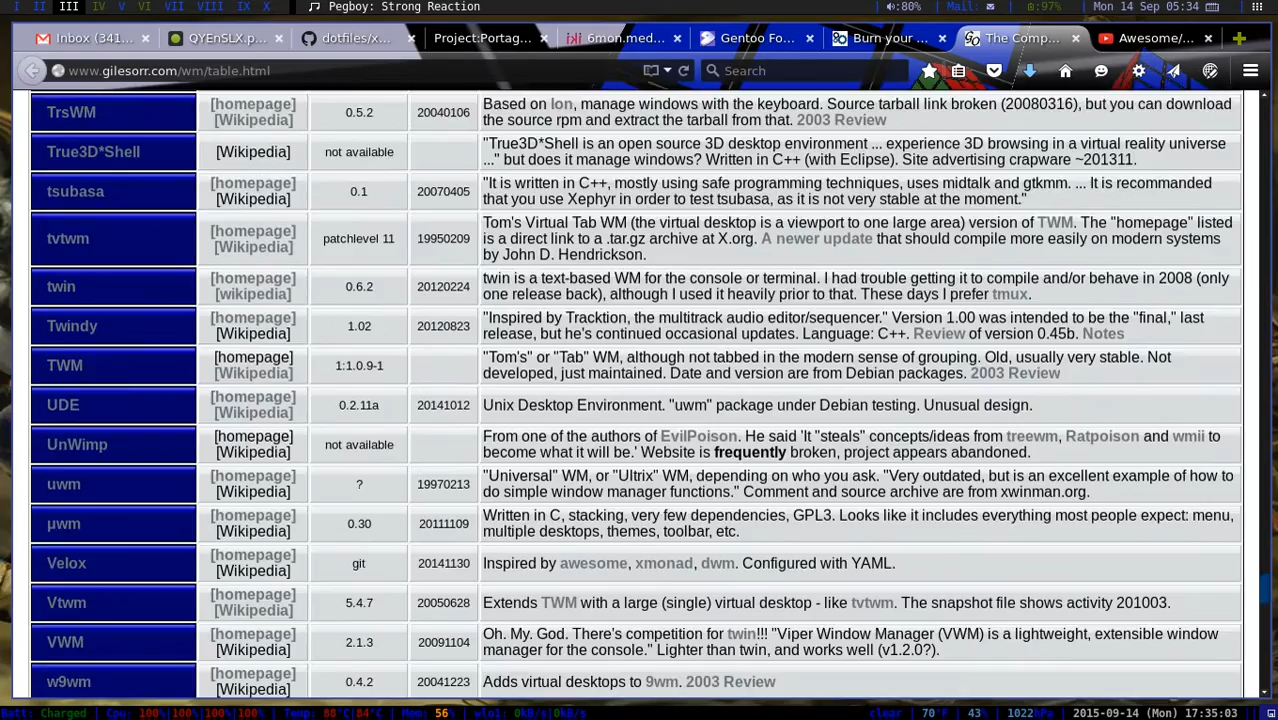 I II III IV V VI VII VIII IX X Pegboy: Strong Reaction :80% Mail: :97% Mon 14 Sep 05:34
Inbox (341... × QYEnSLX.p... × dotfiles/x... × Project:Portag... × 6mon.med... × Gentoo Fo... × Burn your ... × The Comp... × Awesome/... ×
www.gilesorr.com/wm/table.html Search
TrsWM [homepage] 0.5.2 20040106 Based on Ion, manage windows with the keyboard. Source tarball link broken (20080316), but you can download
[Wikipedia] the source rpm and extract the tarball from that. 2003 Review
True3D*Shell [Wikipedia] not available "True3D*Shell is an open source 3D desktop environment ... experience 3D browsing in a virtual reality universe
..." but does it manage windows? Written in C++ (with Eclipse). Site advertising crapware ~201311.
tsubasa [homepage] 0.1 20070405 "It is written in C++, mostly using safe programming techniques, uses midtalk and gtkmm. ... It is recommanded
[Wikipedia] that you use Xephyr in order to test tsubasa, as it is not very stable at the moment."
tvtwm [homepage] patchlevel 11 19950209 Tom's Virtual Tab WM (the virtual desktop is a viewport to one large area) version of TWM. The "homepage" listed
[Wikipedia] is a direct link to a .tar.gz archive at X.org. A newer update that should compile more easily on modern systems
by John D. Hendrickson.
twin [homepage] 0.6.2 20120224 twin is a text-based WM for the console or terminal. I had trouble getting it to compile and/or behave in 2008 (only
[wikipedia] one release back), although I used it heavily prior to that. These days I prefer tmux.
Twindy [homepage] 1.02 20120823 "Inspired by Tracktion, the multitrack audio editor/sequencer." Version 1.00 was intended to be the "final," last
[Wikipedia] release, but he's continued occasional updates. Language: C++. Review of version 0.45b. Notes
TWM [homepage] 1:1.0.9-1 "Tom's" or "Tab" WM, although not tabbed in the modern sense of grouping. Old, usually very stable. Not
[Wikipedia] developed, just maintained. Date and version are from Debian packages. 2003 Review
UDE [homepage] 0.2.11a 20141012 Unix Desktop Environment. "uwm" package under Debian testing. Unusual design.
[Wikipedia]
UnWimp [homepage] not available From one of the authors of EvilPoison. He said 'It "steals" concepts/ideas from treewm, Ratpoison and wmii to
[Wikipedia] become what it will be.' Website is frequently broken, project appears abandoned.
uwm [homepage] ? 19970213 "Universal" WM, or "Ultrix" WM, depending on who you ask. "Very outdated, but is an excellent example of how to
[Wikipedia] do simple window manager functions." Comment and source archive are from xwinman.org.
µwm [homepage] 0.30 20111109 Written in C, stacking, very few dependencies, GPL3. Looks like it includes everything most people expect: menu,
[Wikipedia] multiple desktops, themes, toolbar, etc.
Velox [homepage] git 20141130 Inspired by awesome, xmonad, dwm. Configured with YAML.
[Wikipedia]
Vtwm [homepage] 5.4.7 20050628 Extends TWM with a large (single) virtual desktop - like tvtwm. The snapshot file shows activity 201003.
[Wikipedia]
VWM [homepage] 2.1.3 20091104 Oh. My. God. There's competition for twin!!! "Viper Window Manager (VWM) is a lightweight, extensible window
[Wikipedia] manager for the console." Lighter than twin, and works well (v1.2.0?).
w9wm [homepage] 0.4.2 20041223 Adds virtual desktops to 9wm. 2003 Review
[Wikipedia]
Batt: Charged Cpu: 100%|100%|100%|100% Temp: 80°C|84°C Mem: 56% wlo1: 0kB/s|0kB/s clear 70°F 43% 1022hPa 2015-09-14 (Mon) 17:35:03